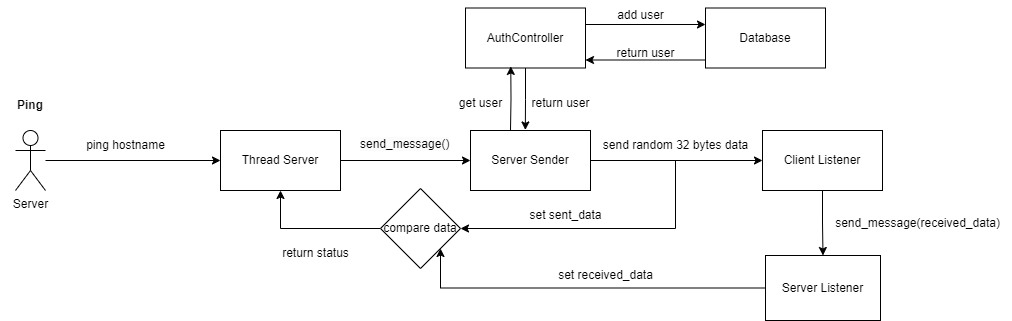 add user
AuthController
Database
return user
get user
return user
Ping
ping hostname
Thread Server
send_message()
Server Sender
send random 32 bytes data
Client Listener
Server
set sent_data
compare data
send_message(received_data)
return status
set received_data
Server Listener